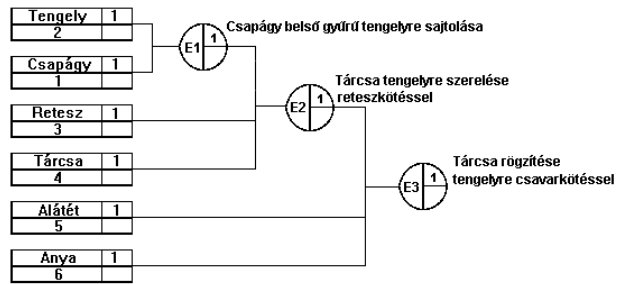 Tengely 1
2
Csapágy 1
1
Retesz 1
3
Tárcsa 1
4
Alátét 1
5
Anya 1
6
E1 1
Csapágy belső gyűrű tengelyre sajtolása
E2 1
Tárcsa tengelyre szerelése
reteszkötéssel
E3 1
Tárcsa rögzítése
tengelyre csavarkötéssel